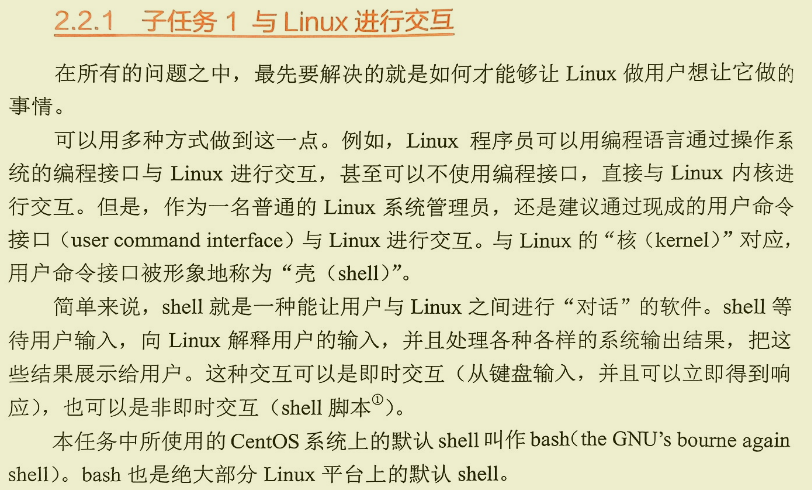 2.2.1 子任务 1 与 Linux 进行交互
在所有的问题之中，最先要解决的就是如何才能够让 Linux 做用户想让它做的
事情。
可以用多种方式做到这一点。例如，Linux 程序员可以用编程语言通过操作系
统的编程接口与 Linux 进行交互，甚至可以不使用编程接口，直接与 Linux 内核进
行交互。但是，作为一名普通的 Linux 系统管理员，还是建议通过现成的用户命令
接口（user command interface）与 Linux 进行交互。与 Linux 的“核（kernel）”对应，
用户命令接口被形象地称为“壳（shell）”。
简单来说，shell 就是一种能让用户与 Linux 之间进行“对话”的软件。shell 等
待用户输入，向 Linux 解释用户的输入，并且处理各种各样的系统输出结果，把这
些结果展示给用户。这种交互可以是即时交互（从键盘输入，并且可以立即得到响
应），也可以是非即时交互（shell 脚本①）。
本任务中所使用的 CentOS 系统上的默认 shell 叫作 bash（the GNU's bourne again
shell）。bash 也是绝大部分 Linux 平台上的默认 shell。